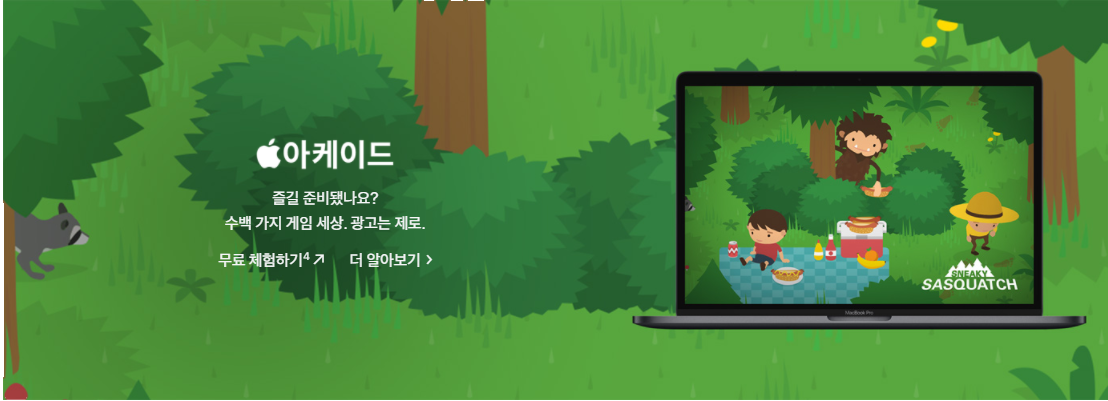 아케이드
즐길 준비됐나요?
수백 가지 게임 세상. 광고는 제로.
무료 체험하기⁴ ↗ 더 알아보기 >
SNEAKY
SASQUATCH
MacBook Pro